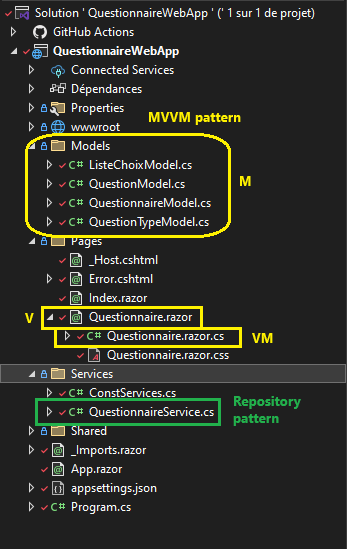 Solution ' QuestionnaireWebApp ' (' 1 sur 1 de projet)
GitHub Actions
QuestionnaireWebApp
Connected Services
Dépendances
Properties
MVVM pattern
wwwroot
Models
ListeChoixModel.cs
QuestionModel.cs
M
QuestionnaireModel.cs
QuestionTypeModel.cs
Pages
_Host.cshtml
Error.cshtml
Index.razor
V
Questionnaire.razor
Questionnaire.razor.cs
VM
Questionnaire.razor.css
Services
ConstServices.cs
QuestionnaireService.cs
Repository
pattern
Shared
_Imports.razor
App.razor
appsettings.json
Program.cs